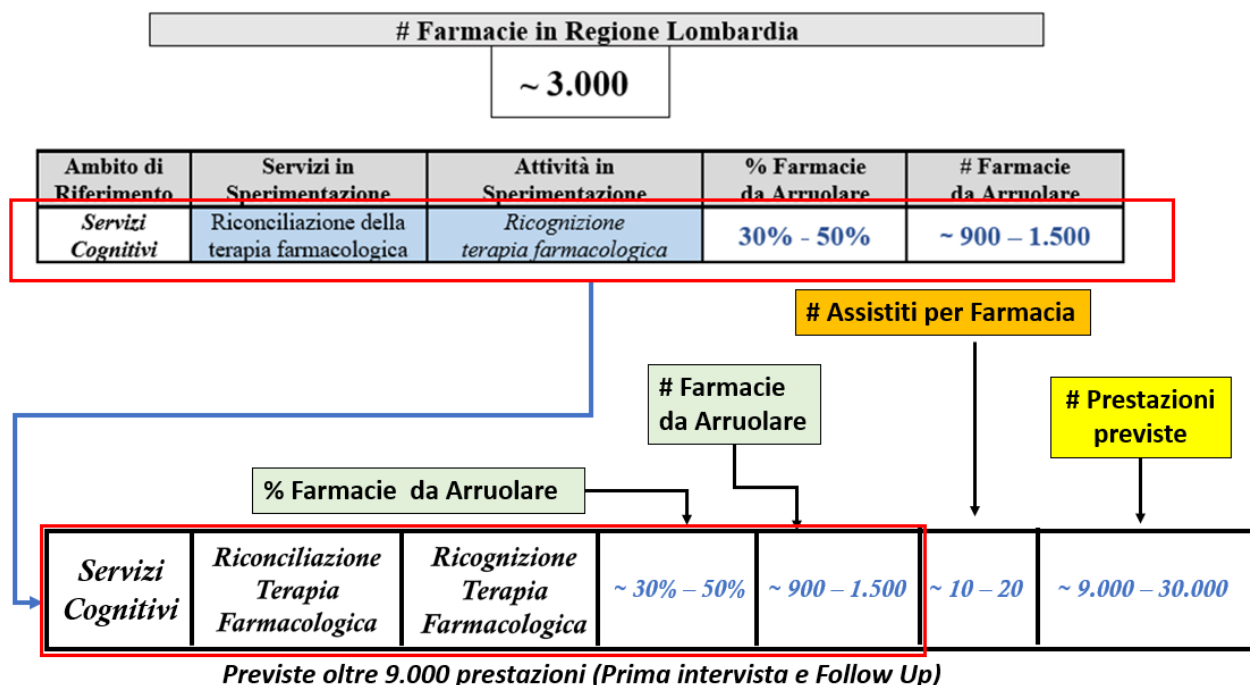 # Farmacie in Regione Lombardia
~ 3.000
Ambito di
Riferimento
Servizi in
Sperimentazione
Attività in
Sperimentazione
% Farmacie
da Arruolare
# Farmacie
da Arruolare
Servizi
Cognitivi
Riconciliazione della
terapia farmacologica
Ricognizione
terapia farmacologica
30% - 50%
~ 900 – 1.500
# Assistiti per Farmacia
# Farmacie
da Arruolare
# Prestazioni
previste
% Farmacie da Arruolare
Servizi
Cognitivi
Riconciliazione
Terapia
Farmacologica
Ricognizione
Terapia
Farmacologica
~ 30% – 50%
~ 900 – 1.500
~ 10 – 20
~ 9.000 – 30.000
Previste oltre 9.000 prestazioni (Prima intervista e Follow Up)